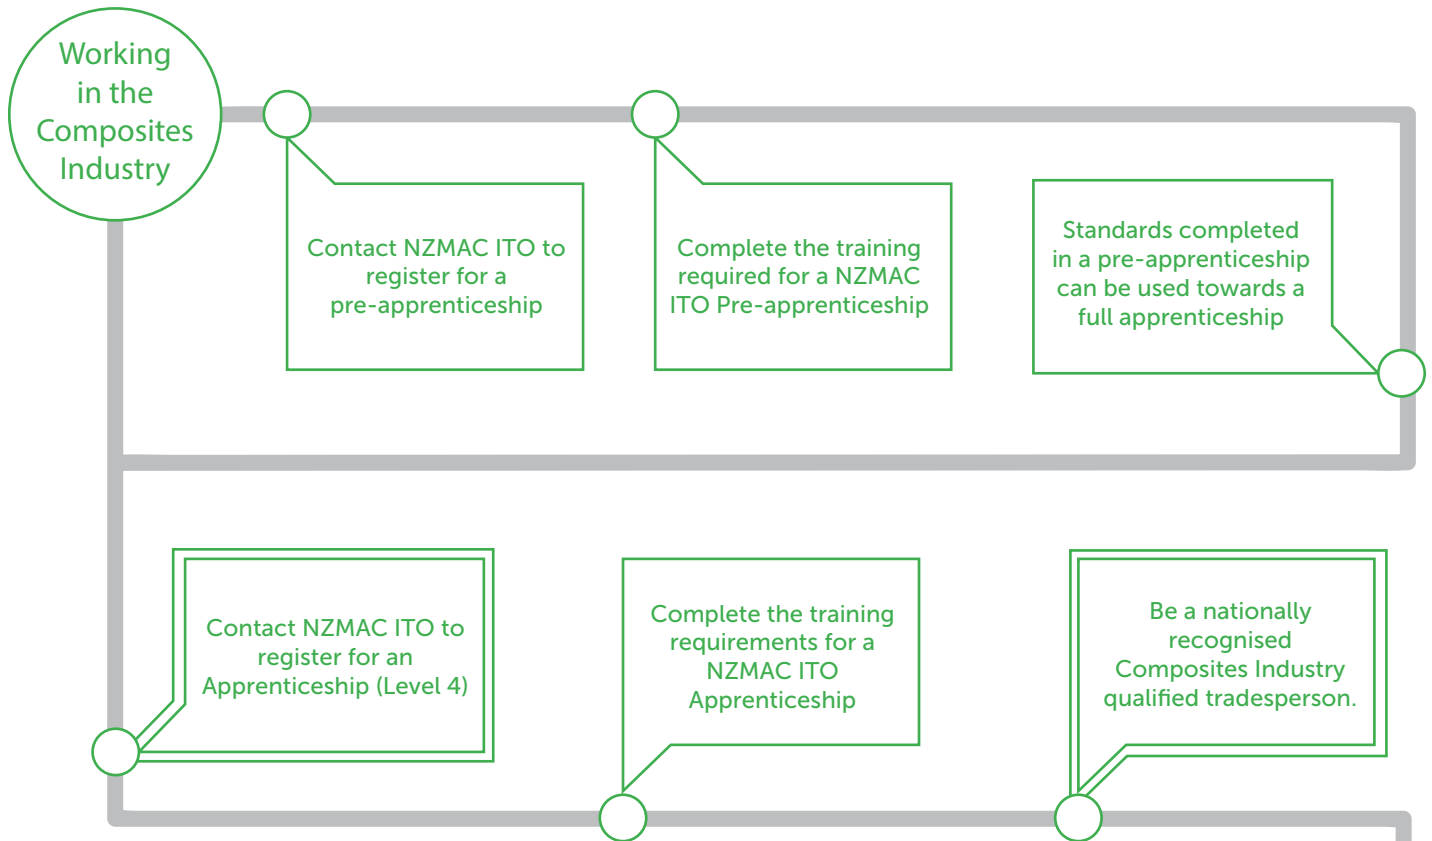 Working
in the
Composites
Industry
Contact NZMAC ITO to
register for a
pre-apprenticeship
Complete the training
required for a NZMAC
ITO Pre-apprenticeship
Standards completed
in a pre-apprenticeship
can be used towards a
full apprenticeship
Contact NZMAC ITO to
register for an
Apprenticeship (Level 4)
Complete the training
requirements for a
NZMAC ITO
Apprenticeship
Be a nationally
recognised
Composites Industry
qualified tradesperson.